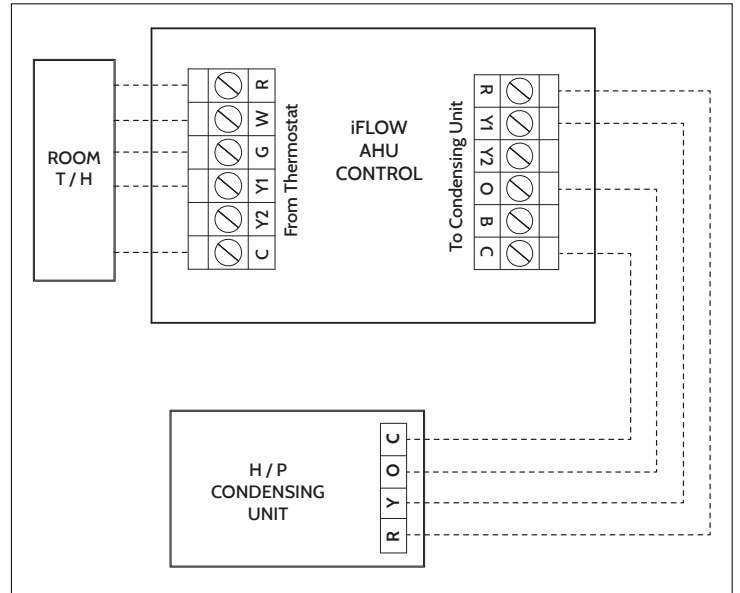 ROOM
T / H
R
W
G
Y1
Y2
C
From Thermostat
iFLOW
AHU
CONTROL
To Condensing Unit
R
Y1
Y2
O
B
C
H / P
CONDENSING
UNIT
C
O
Y
R